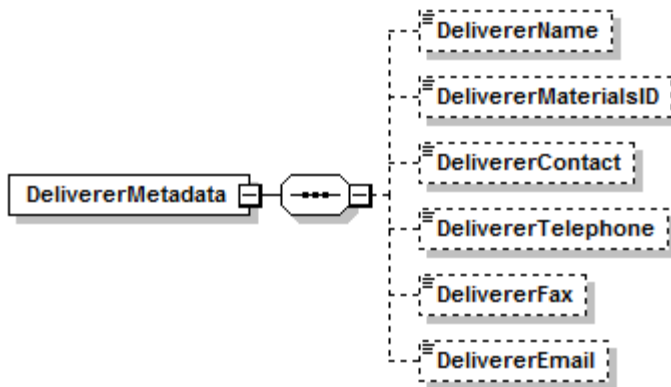 DelivererName
DelivererMaterialsID
DelivererContact
DelivererMetadata
DelivererTelephone
DelivererFax
DelivererEmail